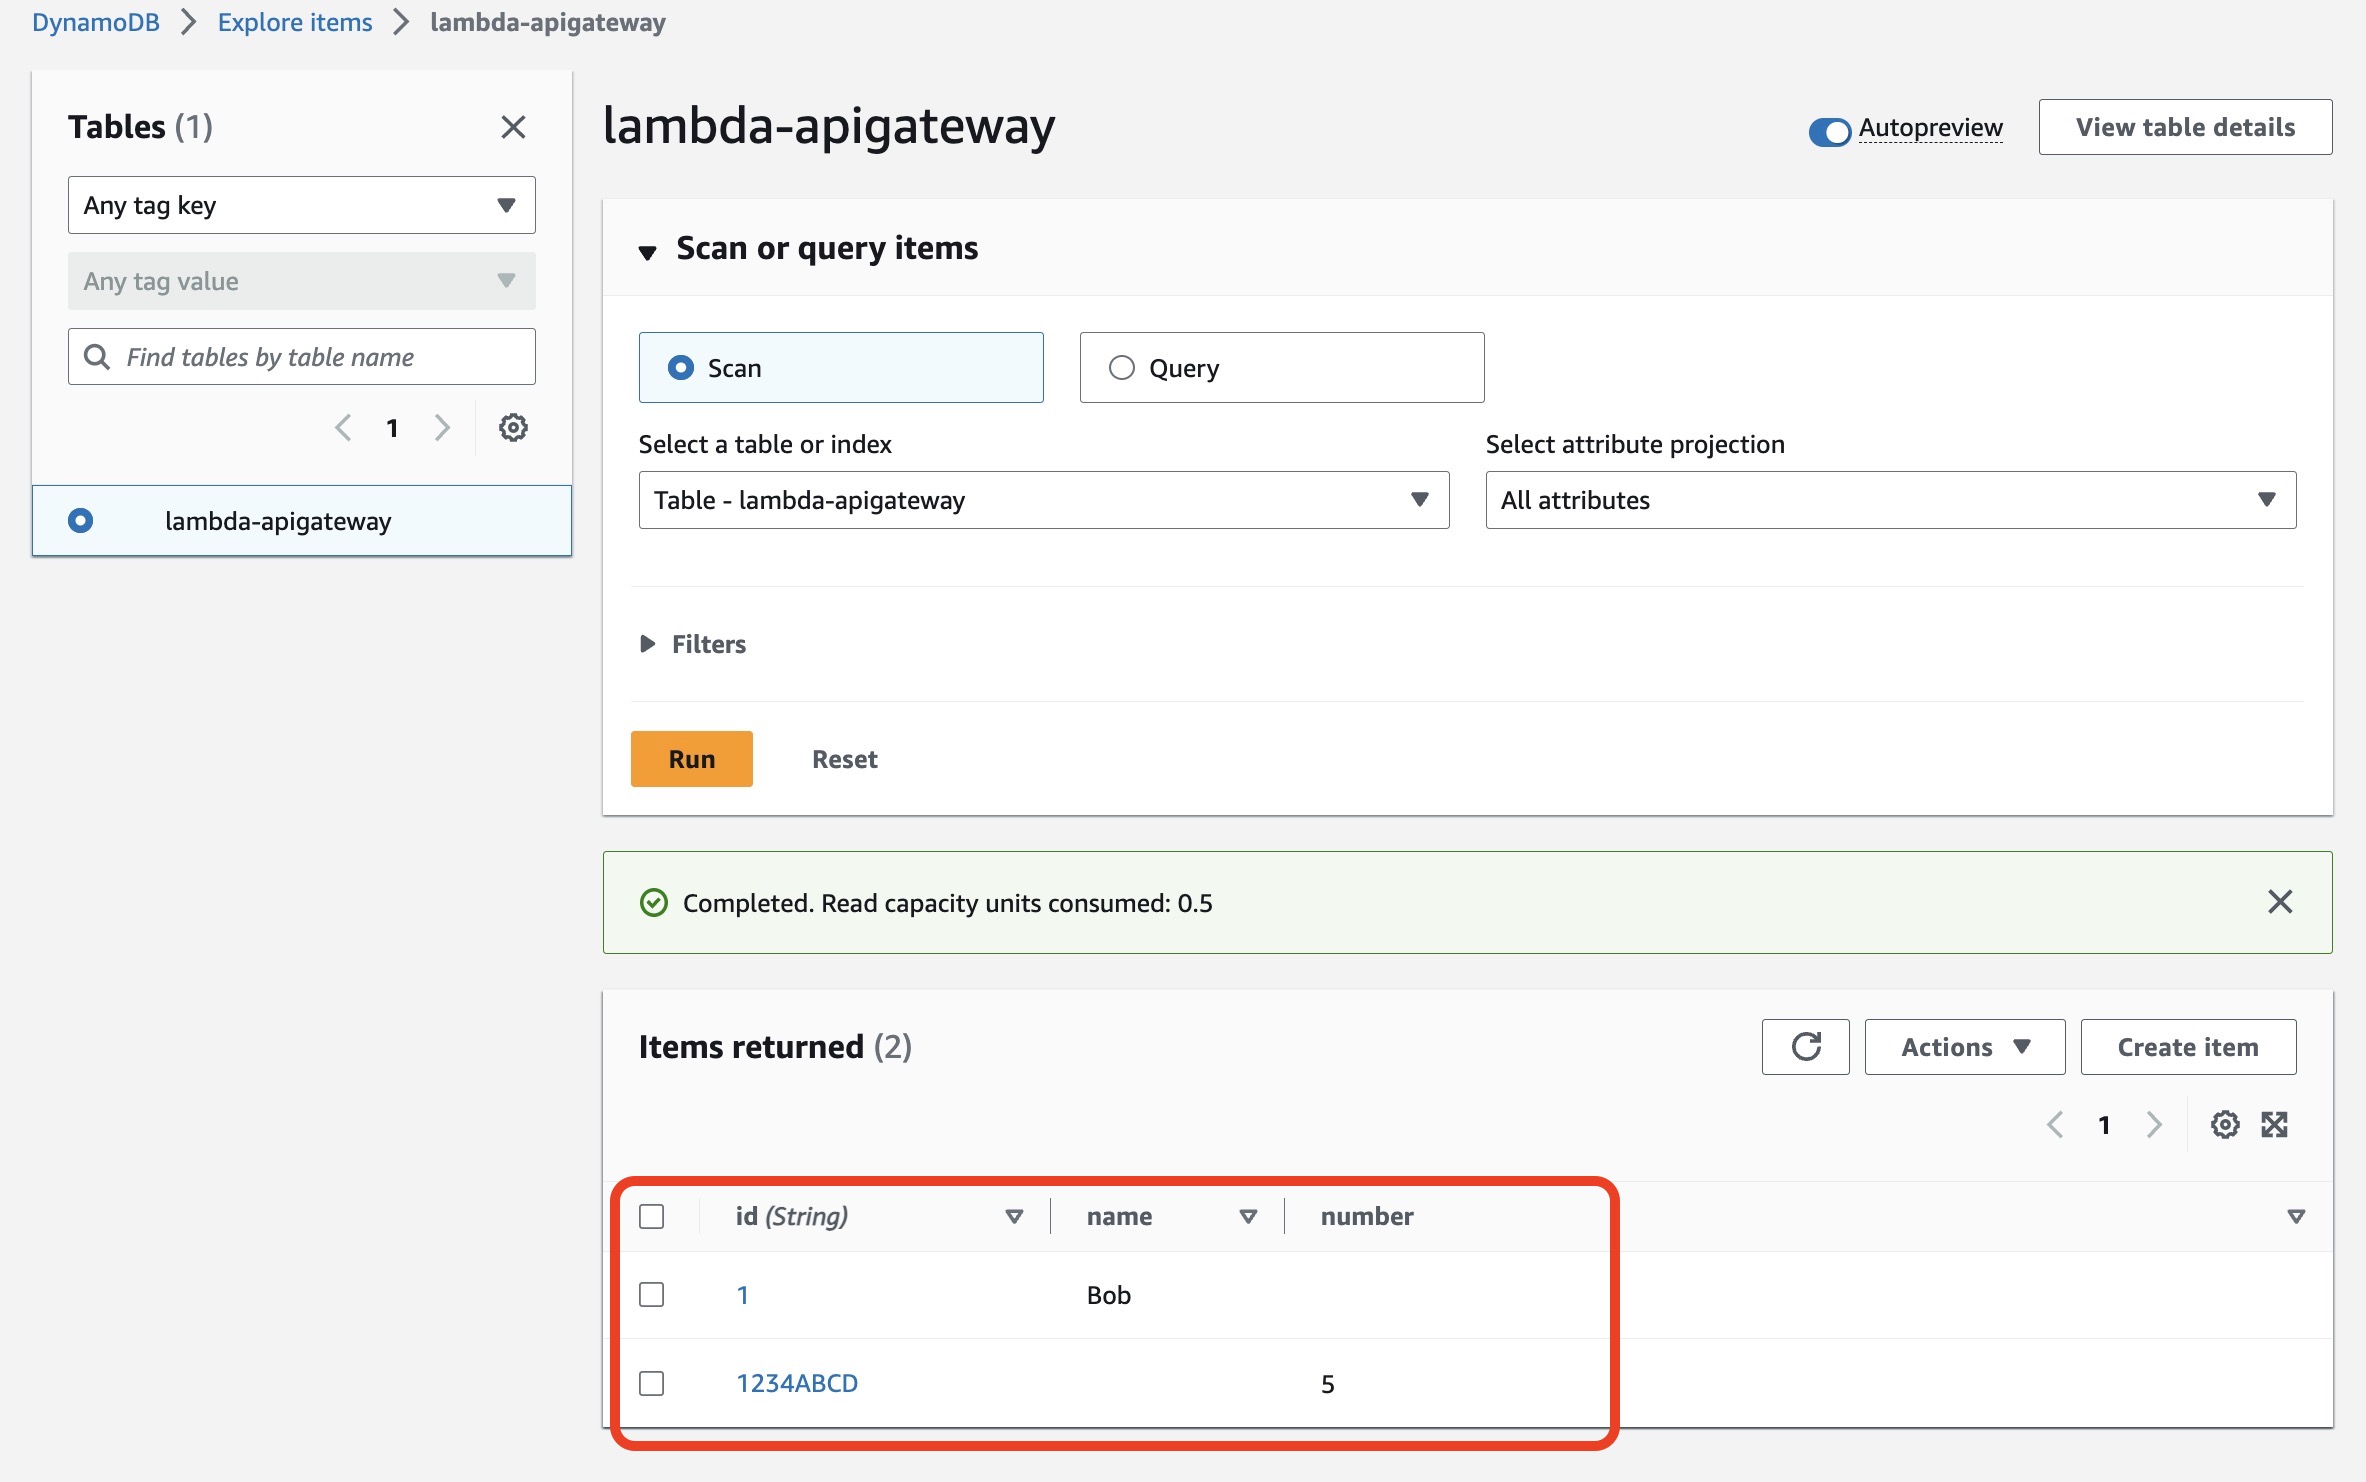 DynamoDB > Explore items > lambda-apigateway
Tables (1)
Any tag key
Any tag value
Find tables by table name
1
lambda-apigateway
lambda-apigateway
Autopreview
View table details
Scan or query items
Scan
Query
Select a table or index
Select attribute projection
Table - lambda-apigateway
All attributes
Filters
Run
Reset
Completed. Read capacity units consumed: 0.5
Items returned (2)
Actions
Create item
1
id (String) name number
1 Bob
1234ABCD 5